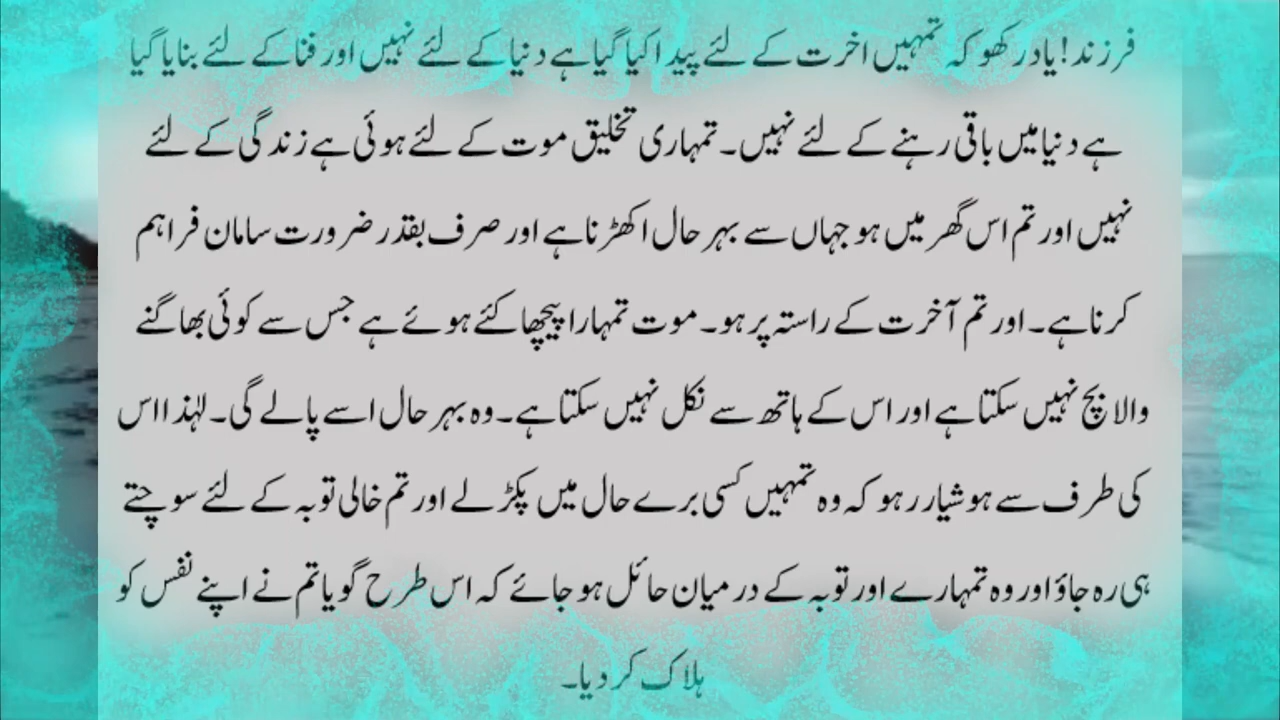 فرزند! یاد رکھو کہ تمہیں اخرت کے لئے پیدا کیا گیا ہے دنیا کے لئے نہیں اور فنا کے لئے بنایا گیا
ہے دنیا میں باقی رہنے کے لئے نہیں۔ تمہاری تخلیق موت کے لئے ہوئی ہے زندگی کے لئے
نہیں اور تم اس گھر میں ہو جہاں سے بہر حال اکھڑنا ہے اور صرف بقدر ضرورت سامان فراہم
کرنا ہے۔ اور تم آخرت کے راستہ پر ہو۔ موت تمہارا پیچھا کئے ہوئے ہے جس سے کوئی بھاگنے
والا بچ نہیں سکتا ہے اور اس کے ہاتھ سے نکل نہیں سکتا ہے۔ وہ بہر حال اسے پالے گی۔ لہٰذا اس
کی طرف سے ہوشیار رہو کہ وہ تمہیں کسی برے حال میں پکڑ لے اور تم خالی توبہ کے لئے سوچتے
ہی رہ جاؤ اور وہ تمہارے اور توبہ کے درمیان حائل ہو جائے کہ اس طرح گویا تم نے اپنے نفس کو
ہلاک کر دیا۔